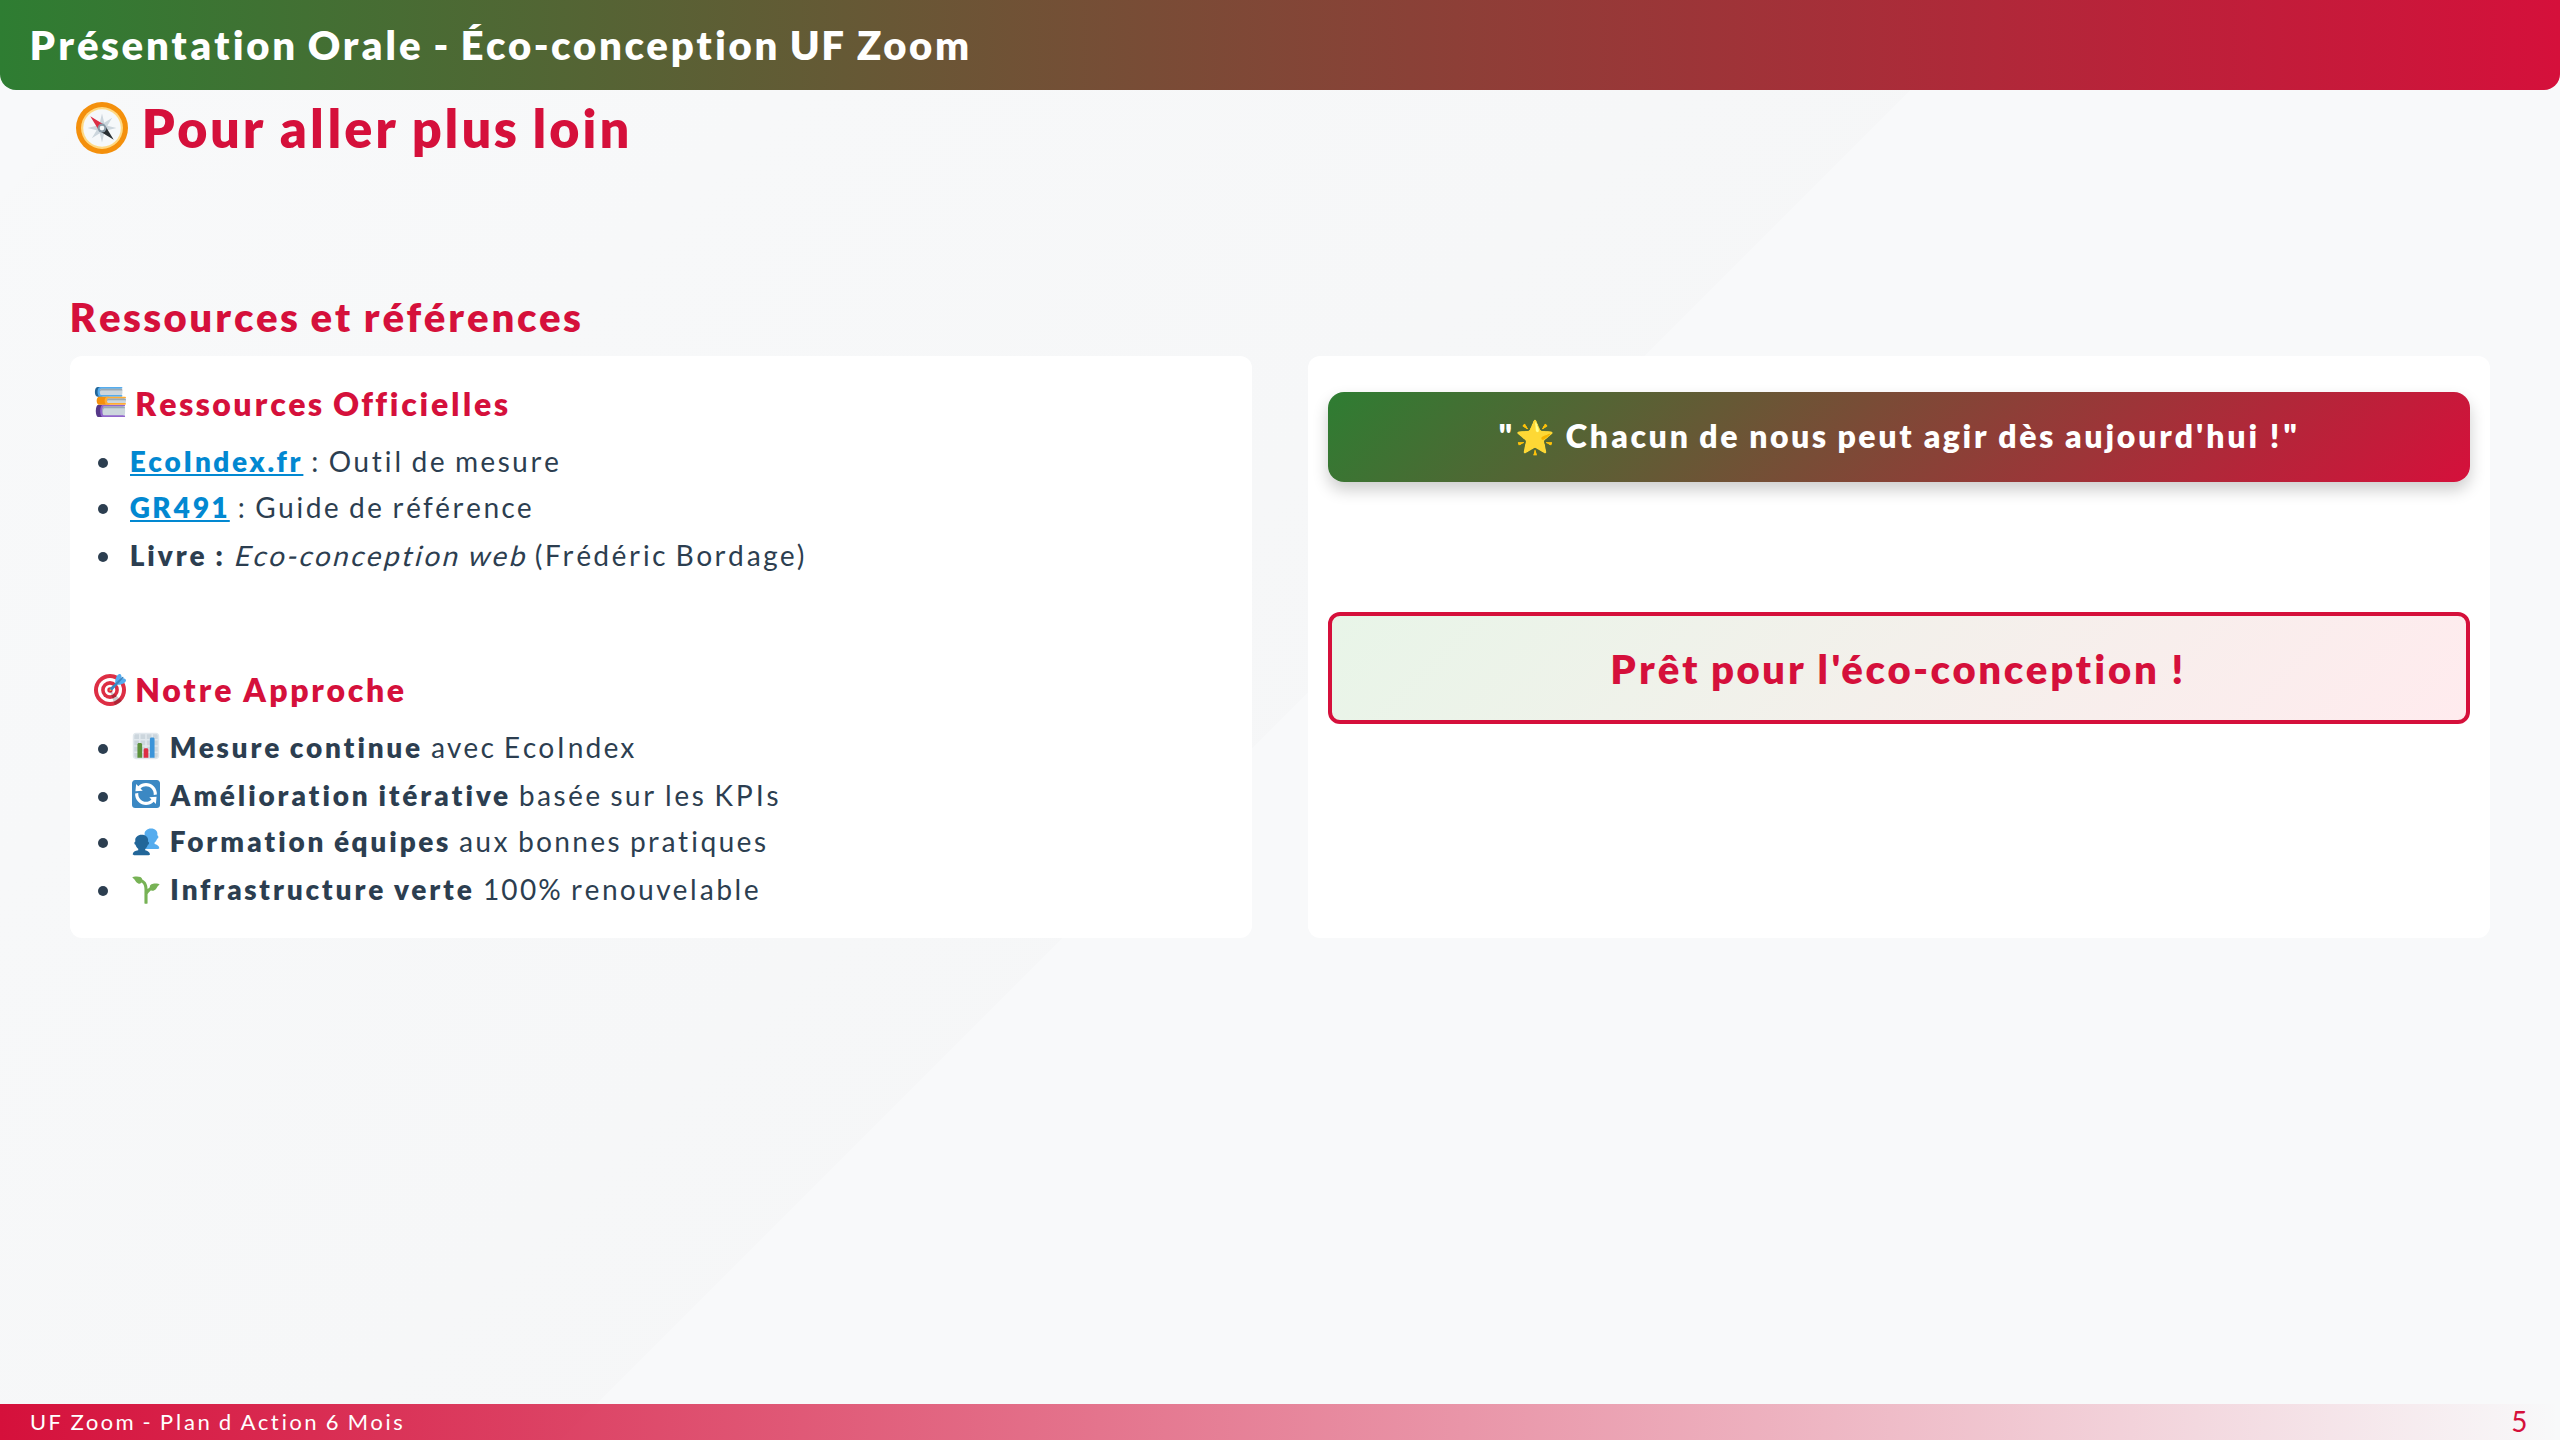 Présentation Orale - Éco-conception UF Zoom
🧭 Pour aller plus loin
Ressources et références
📚 Ressources Officielles
• EcoIndex.fr : Outil de mesure
• GR491 : Guide de référence
• Livre : Eco-conception web (Frédéric Bordage)
🎯 Notre Approche
• 📊 Mesure continue avec EcoIndex
• 🔄 Amélioration itérative basée sur les KPIs
• 👥 Formation équipes aux bonnes pratiques
• 🌱 Infrastructure verte 100% renouvelable
"🌟 Chacun de nous peut agir dès aujourd'hui !"
Prêt pour l'éco-conception !
UF Zoom - Plan d Action 6 Mois
5